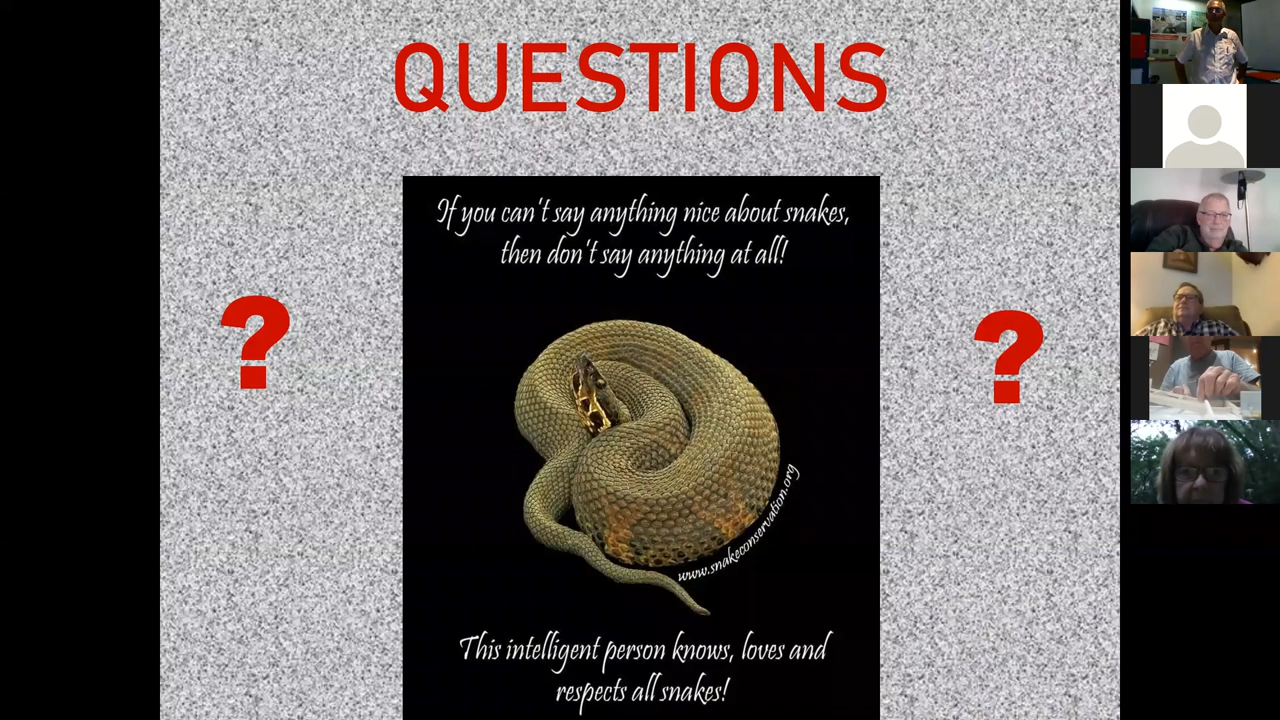 QUESTIONS
If you can't say anything nice about snakes,
then don't say anything at all!
?
?
www.snakeconservation.org
This intelligent person knows, loves and
respects all snakes!